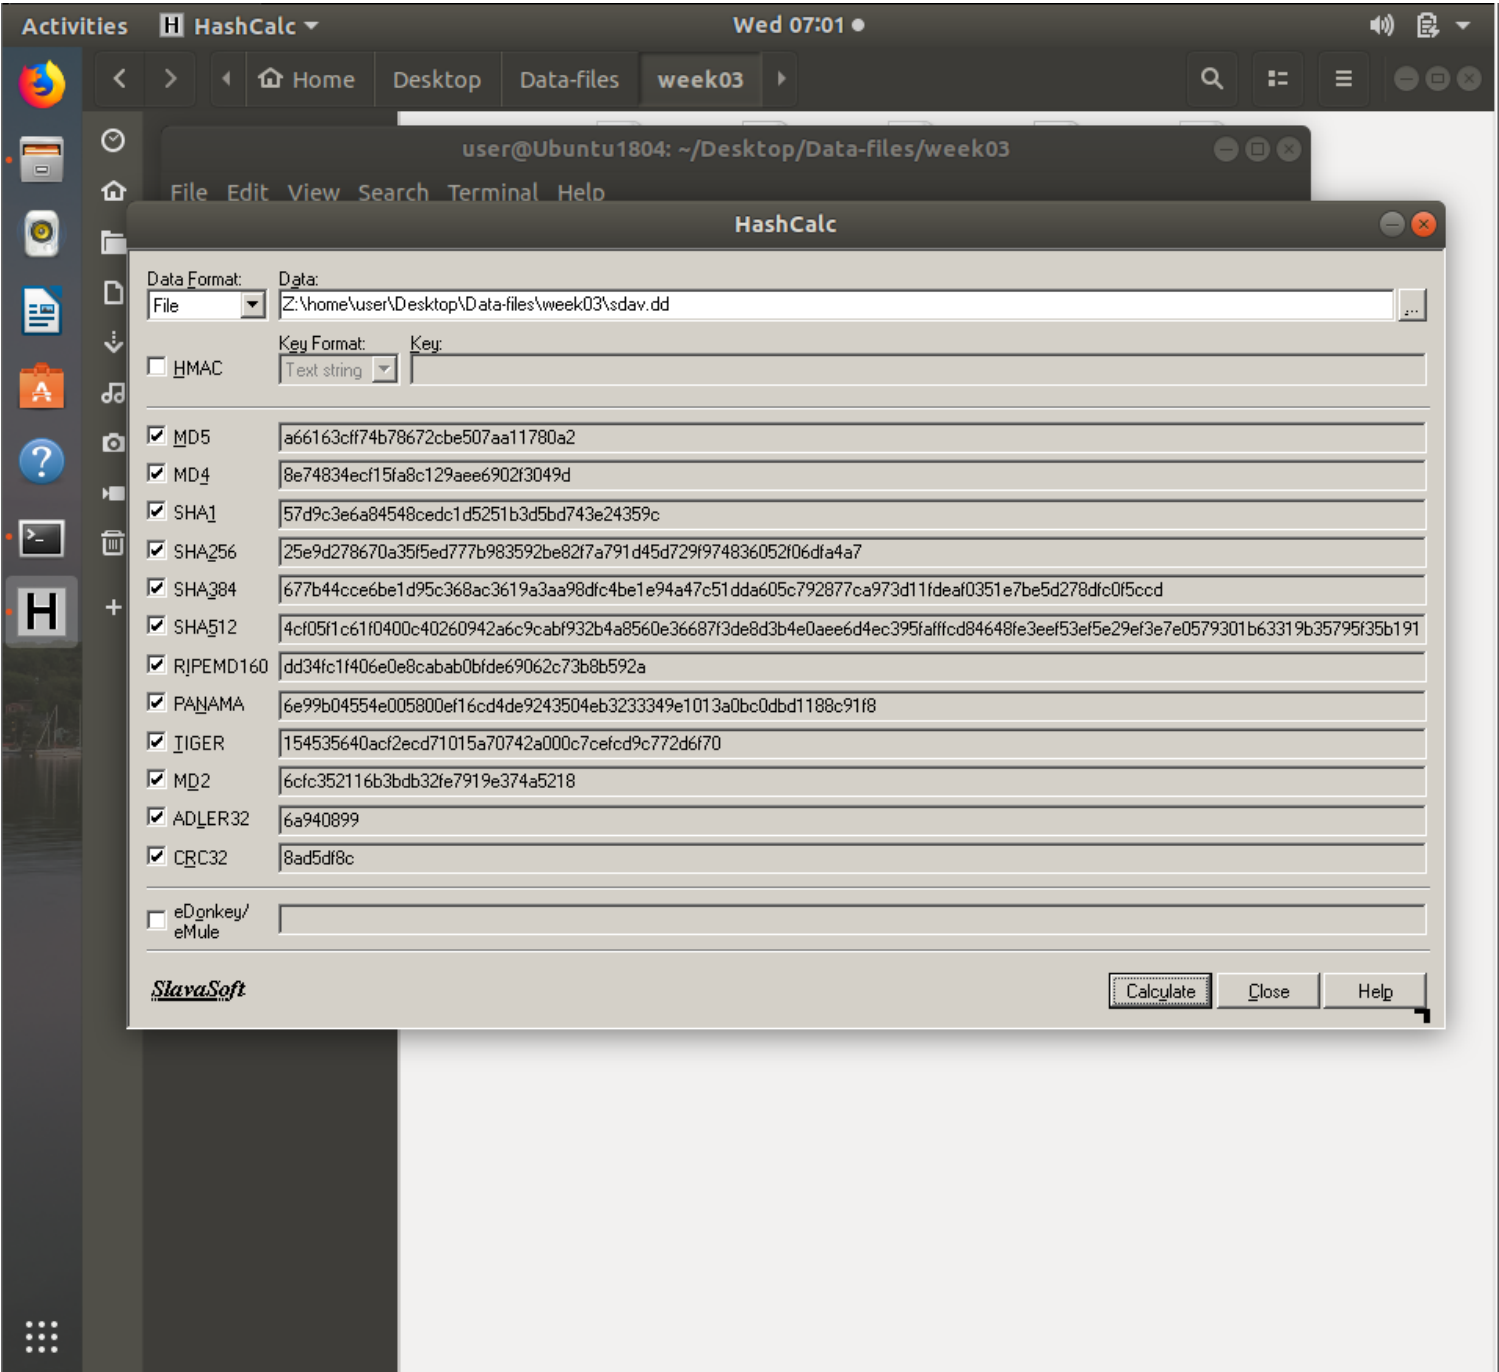 Activities H HashCalc Wed 07:01
Home Desktop Data-files week03
user@Ubuntu1804: ~/Desktop/Data-files/week03
File Edit View Search Terminal Help
HashCalc
Data Format: Data:
File Z:\home\user\Desktop\Data-files\week03\sdav.dd ...
Key Format: Key:
HMAC Text string
MD5 a66163cff74b78672cbe507aa11780a2
MD4 8e74834ecf15fa8c129aee6902f3049d
SHA1 57d9c3e6a84548cedc1d5251b3d5bd743e24359c
SHA256 25e9d278670a35f5ed777b983592be82f7a791d45d729f974836052f06dfa4a7
SHA384 677b44cce6be1d95c368ac3619a3aa98dfc4be1e94a47c51dda605c792877ca973d11fdeaf0351e7be5d278dfc0f5ccd
SHA512 4cf05f1c61f0400c40260942a6c9cabf932b4a8560e36687f3de8d3b4e0aee6d4ec395fafffcd84648fe3eef53ef5e29ef3e7e0579301b63319b35795f35b191
RIPEMD160 dd34fc1f406e0e8cabab0bfde69062c73b8b592a
PANAMA 6e99b04554e005800ef16cd4de9243504eb3233349e1013a0bc0dbd1188c91f8
TIGER 154535640acf2ecd71015a70742a000c7cefcd9c772d6f70
MD2 6cfc352116b3bdb32fe7919e374a5218
ADLER32 6a940899
CRC32 8ad5df8c
eDonkey/
eMule
SlavaSoft Calculate Close Help